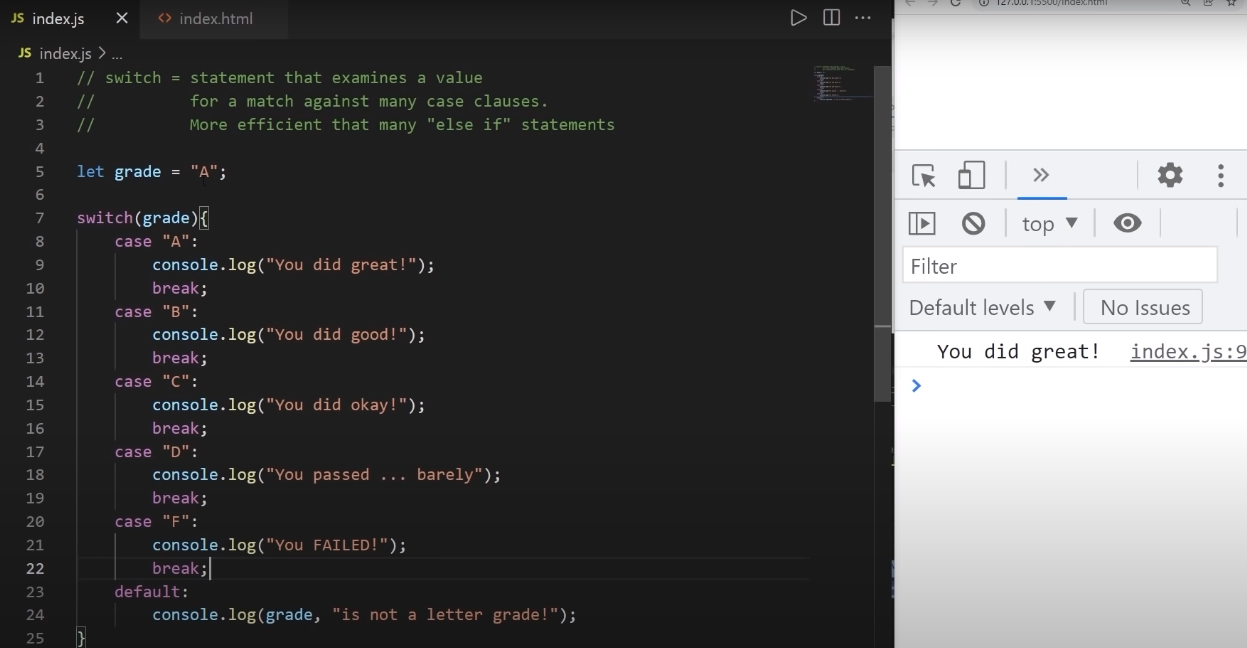 JS index.js × <> index.html
JS index.js > ...
1 // switch = statement that examines a value
2 //          for a match against many case clauses.
3 //          More efficient that many "else if" statements
4
5 let grade = "A";
6
7 switch(grade){
8     case "A":
9         console.log("You did great!");
10         break;
11     case "B":
12         console.log("You did good!");
13         break;
14     case "C":
15         console.log("You did okay!");
16         break;
17     case "D":
18         console.log("You passed ... barely");
19         break;
20     case "F":
21         console.log("You FAILED!");
22         break;
23     default:
24         console.log(grade, "is not a letter grade!");
25 }
127.0.0.1:5500/index.html
top ▼
Filter
Default levels ▼ No Issues
You did great! index.js:9
>